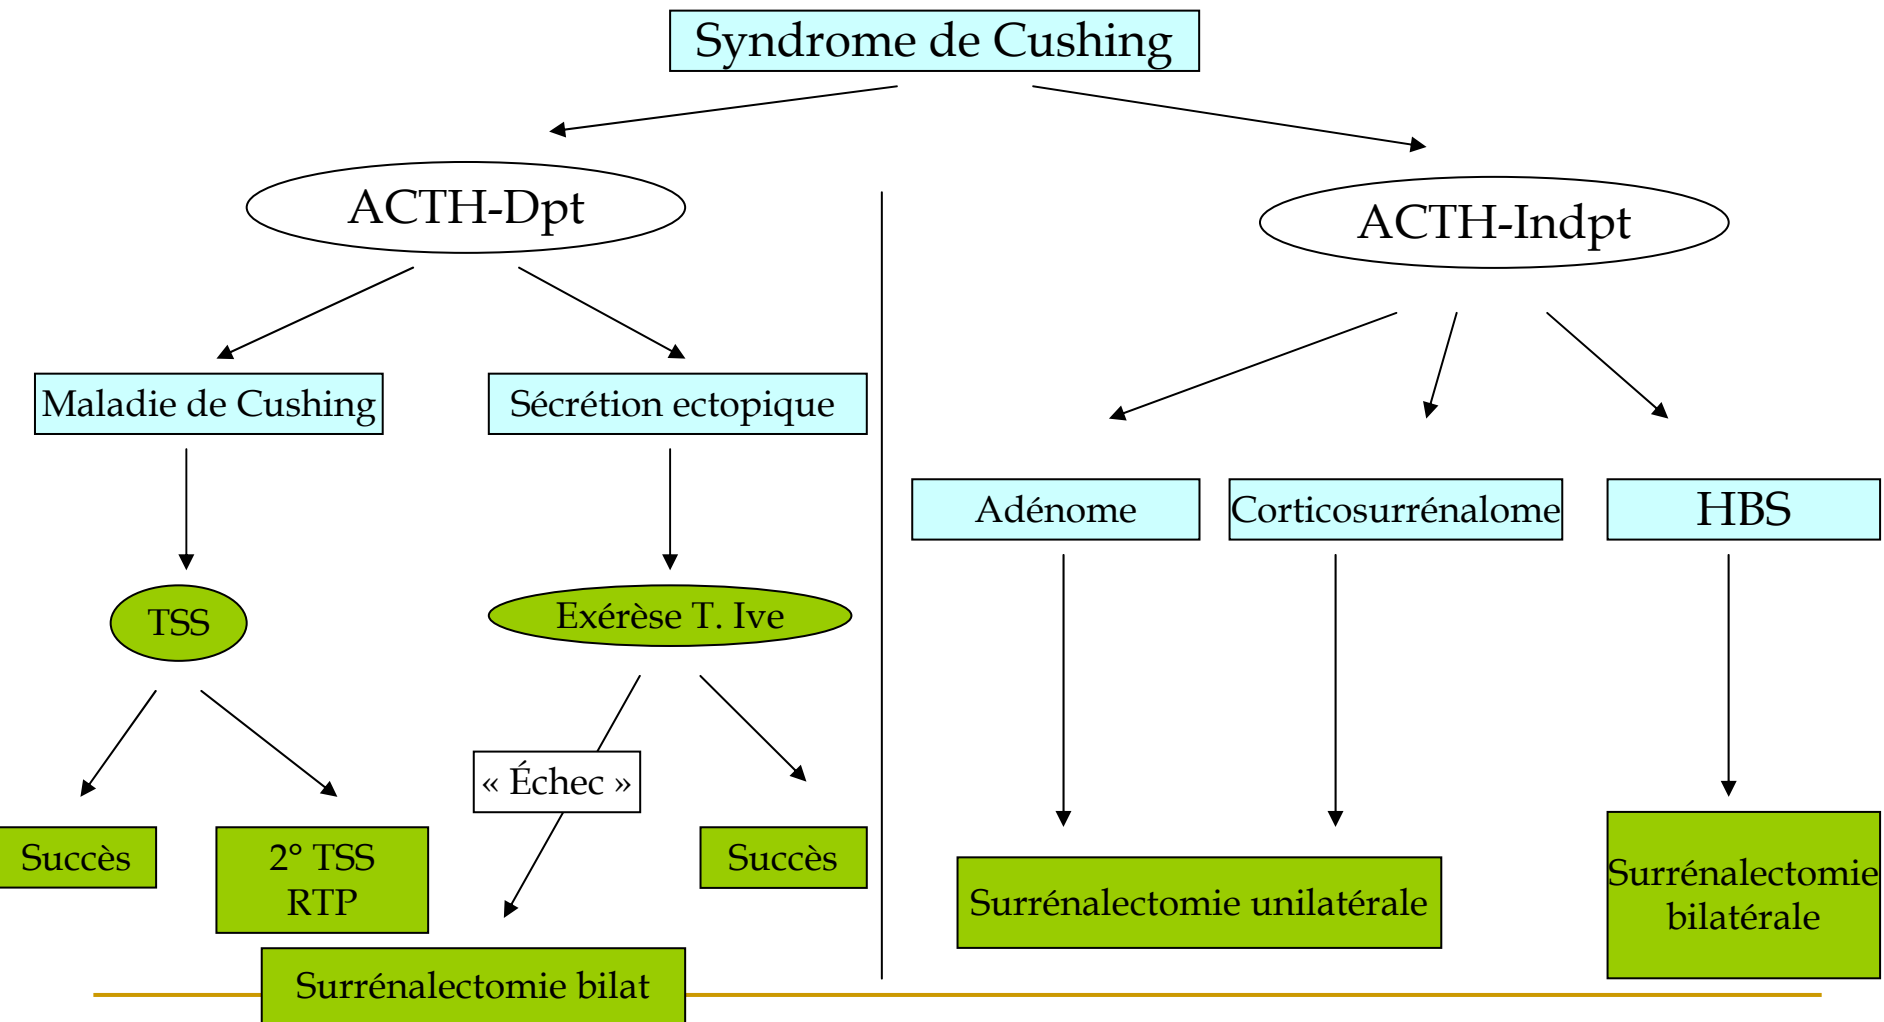 Syndrome de Cushing
ACTH-Dpt
ACTH-Indpt
Maladie de Cushing
Sécrétion ectopique
Adénome
Corticosurrénalome
HBS
TSS
Exérèse T. Ive
« Échec »
Succès
2° TSS
RTP
Succès
Surrénalectomie unilatérale
Surrénalectomie
bilatérale
Surrénalectomie bilat